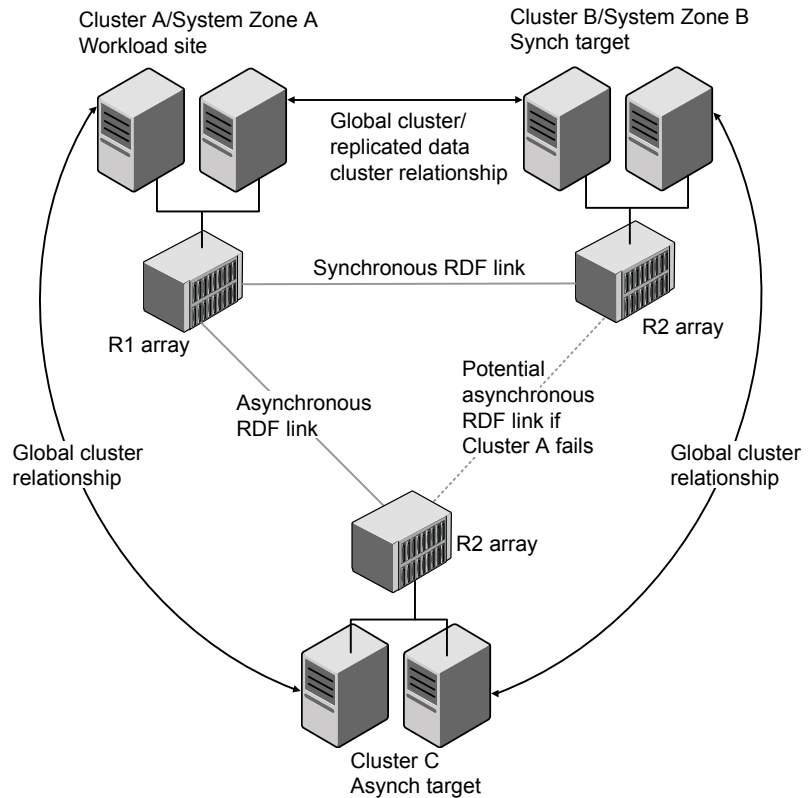 Cluster A/System Zone A
Workload site
Cluster B/System Zone B
Synch target
Global cluster/
replicated data
cluster relationship
Synchronous RDF link
R1 array
R2 array
Asynchronous
RDF link
Potential
asynchronous
RDF link if
Cluster A fails
Global cluster
relationship
Global cluster
relationship
R2 array
Cluster C
Asynch target